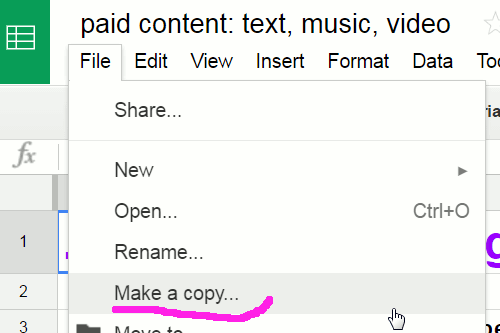 paid content: text, music, video
File Edit View Insert Format Data
Share...
fx
New
Open... Ctrl+O
1
Rename...
2
Make a copy...
3
Move to